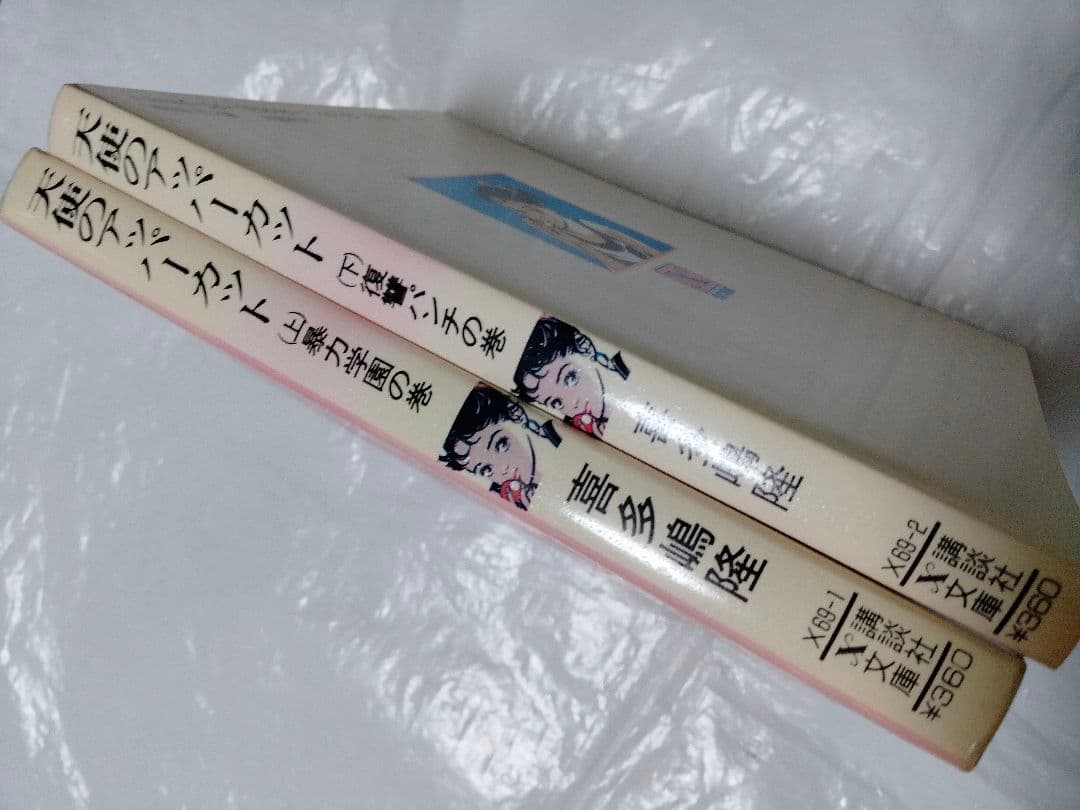 天使のアッパーカット (下)復讐パンチの巻
喜多嶋隆
X69-2
講談社
X文庫
¥360
天使のアッパーカット (上)暴力学園の巻
喜多嶋隆
X69-1
講談社
X文庫
¥360